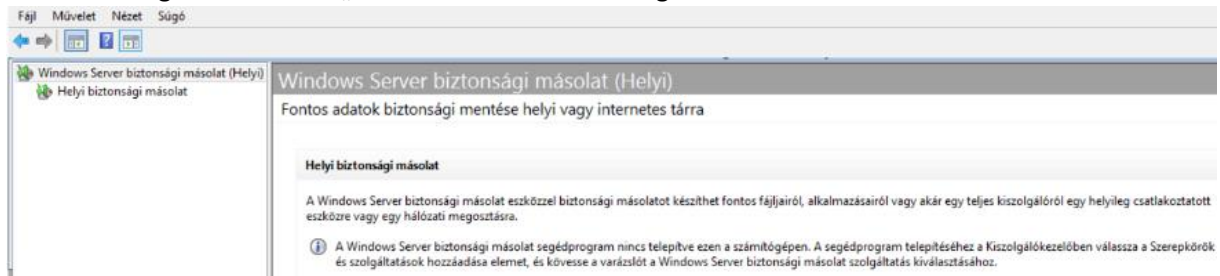 Fájl Művelet Nézet Súgó
Windows Server biztonsági másolat (Helyi)
Helyi biztonsági másolat
Windows Server biztonsági másolat (Helyi)
Fontos adatok biztonsági mentése helyi vagy internetes tárra
Helyi biztonsági másolat
A Windows Server biztonsági másolat eszközzel biztonsági másolatot készíthet fontos fájljairól, alkalmazásairól vagy akár egy teljes kiszolgálóról egy helyileg csatlakoztatott
eszközre vagy egy hálózati megosztásra.
A Windows Server biztonsági másolat segédprogram nincs telepítve ezen a számítógépen. A segédprogram telepítéséhez a Kiszolgálókezelőben válassza a Szerepkörök
és szolgáltatások hozzáadása elemet, és kövesse a varázslót a Windows Server biztonsági másolat szolgáltatás kiválasztásához.